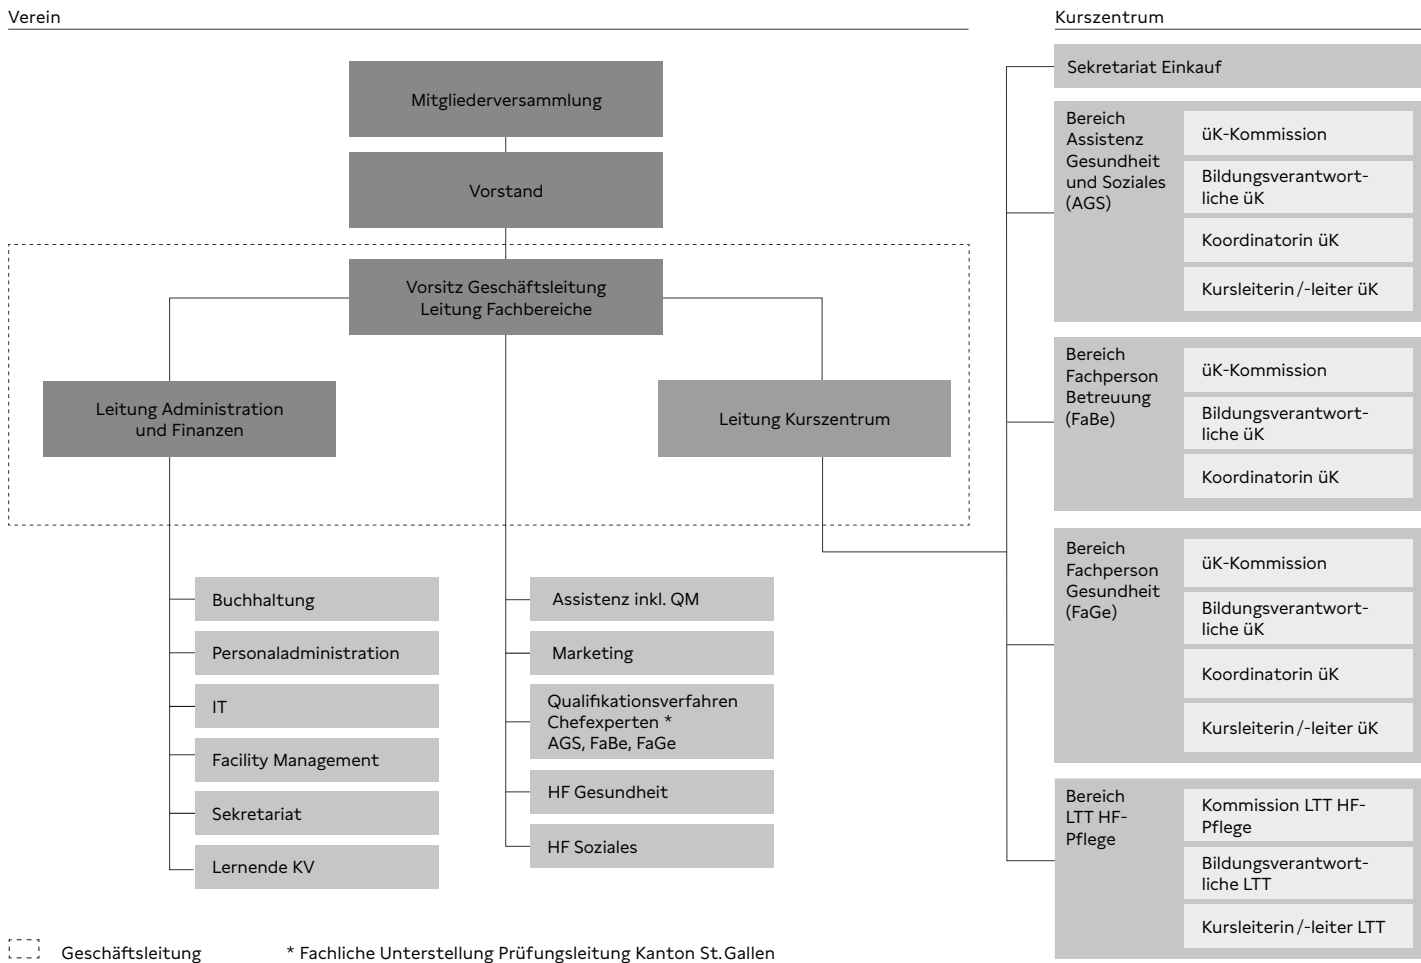 Verein
Mitgliederversammlung
Vorstand
Vorsitz Geschäftsleitung
Leitung Fachbereiche
Leitung Administration
und Finanzen
Leitung Kurszentrum
Buchhaltung
Personaladministration
IT
Facility Management
Sekretariat
Lernende KV
Assistenz inkl. QM
Marketing
Qualifikationsverfahren
Chefexperten *
AGS, FaBe, FaGe
HF Gesundheit
HF Soziales
Kurszentrum
Sekretariat Einkauf
Bereich
Assistenz
Gesundheit
und Soziales
(AGS)
üK-Kommission
Bildungsverantwort-
liche üK
Koordinatorin üK
Kursleiterin/-leiter üK
Bereich
Fachperson
Betreuung
(FaBe)
üK-Kommission
Bildungsverantwort-
liche üK
Koordinatorin üK
Bereich
Fachperson
Gesundheit
(FaGe)
üK-Kommission
Bildungsverantwort-
liche üK
Koordinatorin üK
Kursleiterin/-leiter üK
Bereich
LTT HF-
Pflege
Kommission LTT HF-
Pflege
Bildungsverantwort-
liche LTT
Kursleiterin/-leiter LTT
Geschäftsleitung
* Fachliche Unterstellung Prüfungsleitung Kanton St.Gallen